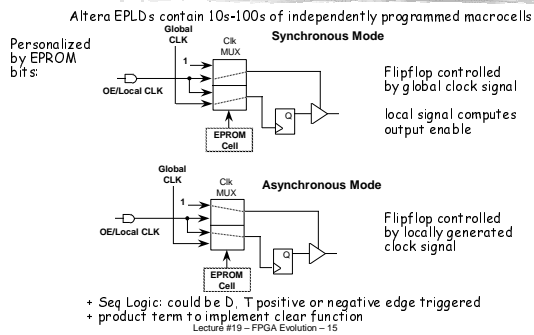 Altera EPLDs contain 10s-100s of independently programmed macrocells
Personalized
by EPROM
bits:
Global
CLK
Clk
MUX
Synchronous Mode
1
OE/Local CLK
Q
EPROM
Cell
Flipflop controlled
by global clock signal
local signal computes
output enable
Global
CLK
Clk
MUX
Asynchronous Mode
1
OE/Local CLK
Q
EPROM
Cell
Flipflop controlled
by locally generated
clock signal
+ Seq Logic: could be D, T positive or negative edge triggered
+ product term to implement clear function
Lecture #19 – FPGA Evolution – 15